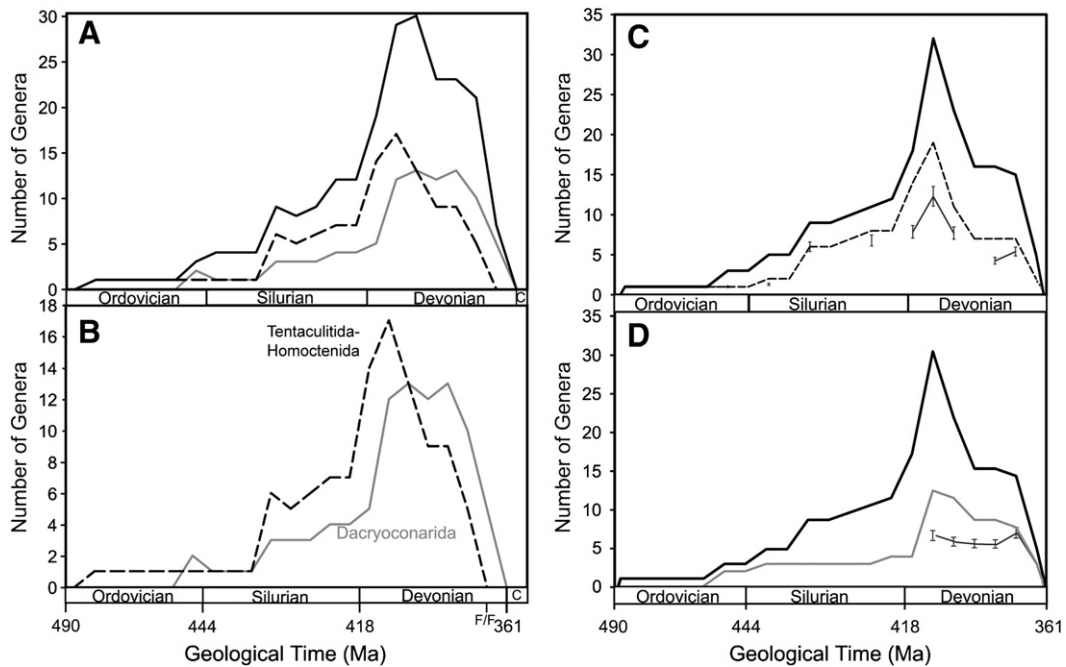 A
Number of Genera
30
25
20
15
10
5
0
Ordovician
Silurian
Devonian
C
B
Number of Genera
18
16
14
12
10
8
6
4
2
0
Tentaculitida-
Homoctenida
Dacryoconarida
Ordovician
Silurian
Devonian
C
490
444
418
F/F
361
Geological Time (Ma)
C
Number of Genera
35
30
25
20
15
10
5
0
Ordovician
Silurian
Devonian
D
Number of Genera
35
30
25
20
15
10
5
0
Ordovician
Silurian
Devonian
490
444
418
361
Geological Time (Ma)